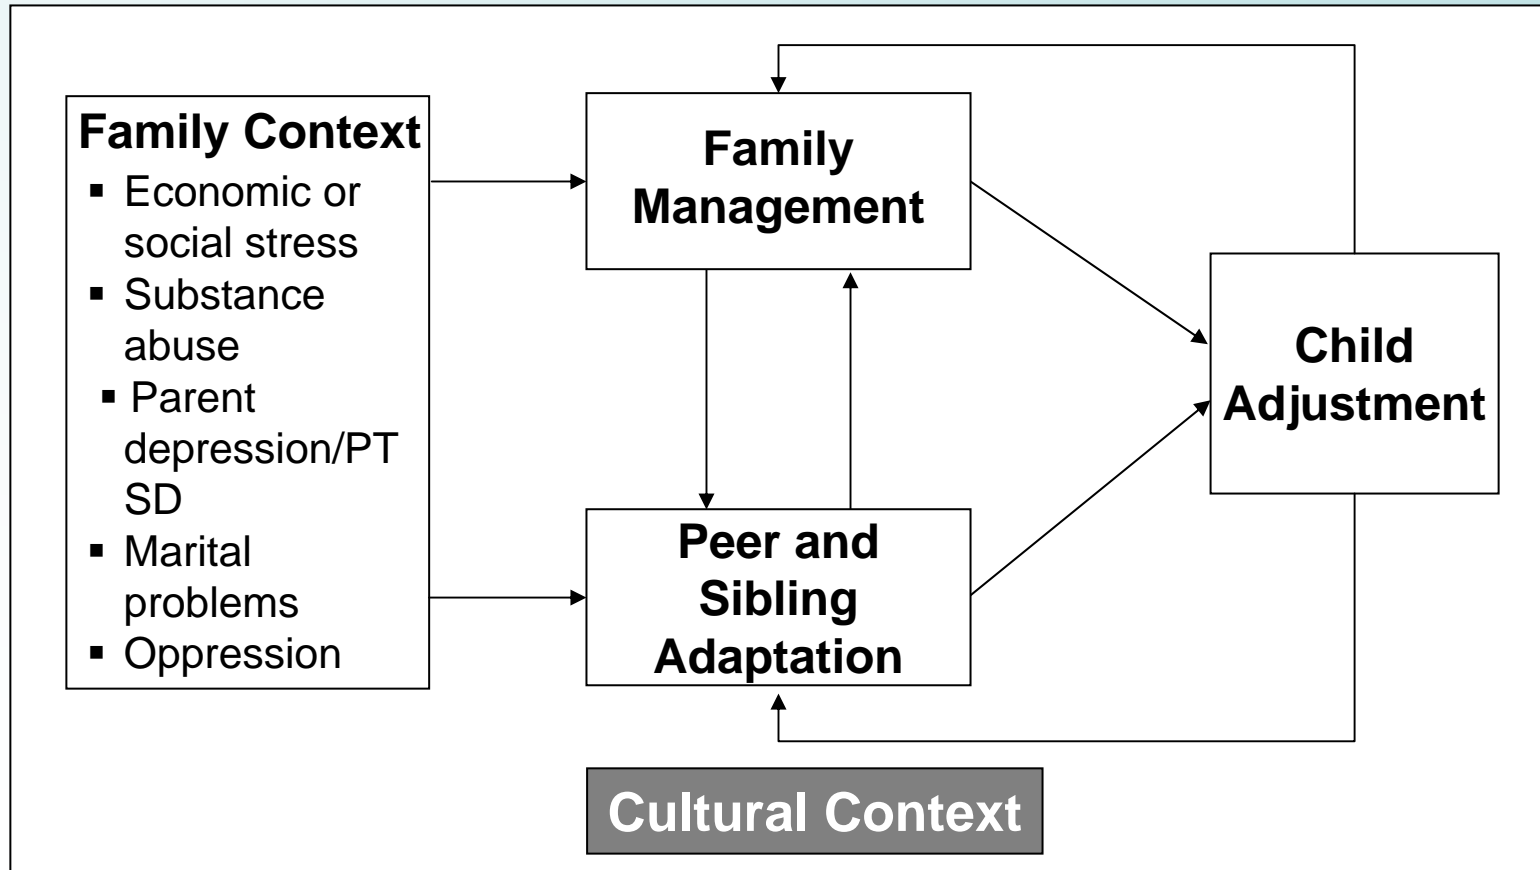 Family Context
▪ Economic or
social stress
▪ Substance
abuse
▪ Parent
depression/PT
SD
▪ Marital
problems
▪ Oppression
Family
Management
Peer and
Sibling
Adaptation
Child
Adjustment
Cultural Context